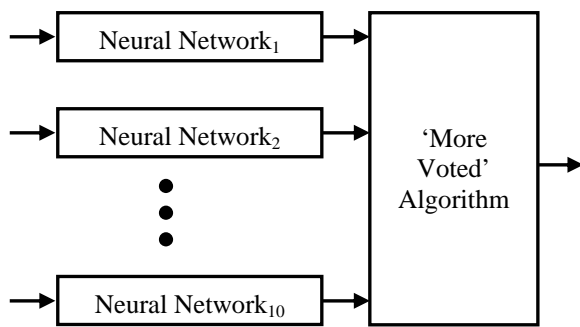 Neural Network₁
Neural Network₂
‘More
Voted’
Algorithm
Neural Network₁₀